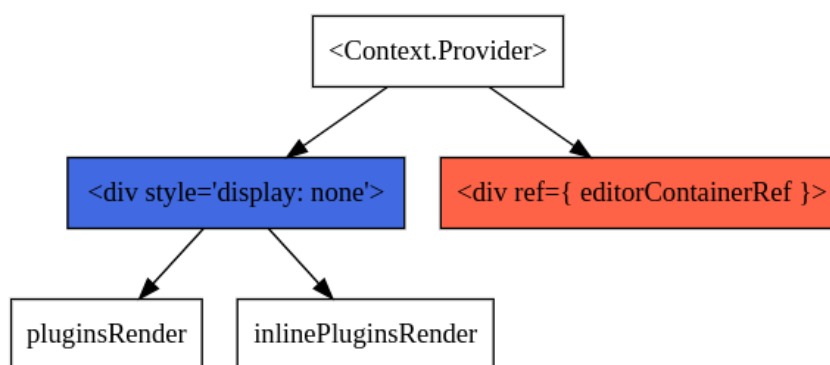 <Context.Provider>
<div style='display: none'>
<div ref={ editorContainerRef }>
pluginsRender
inlinePluginsRender